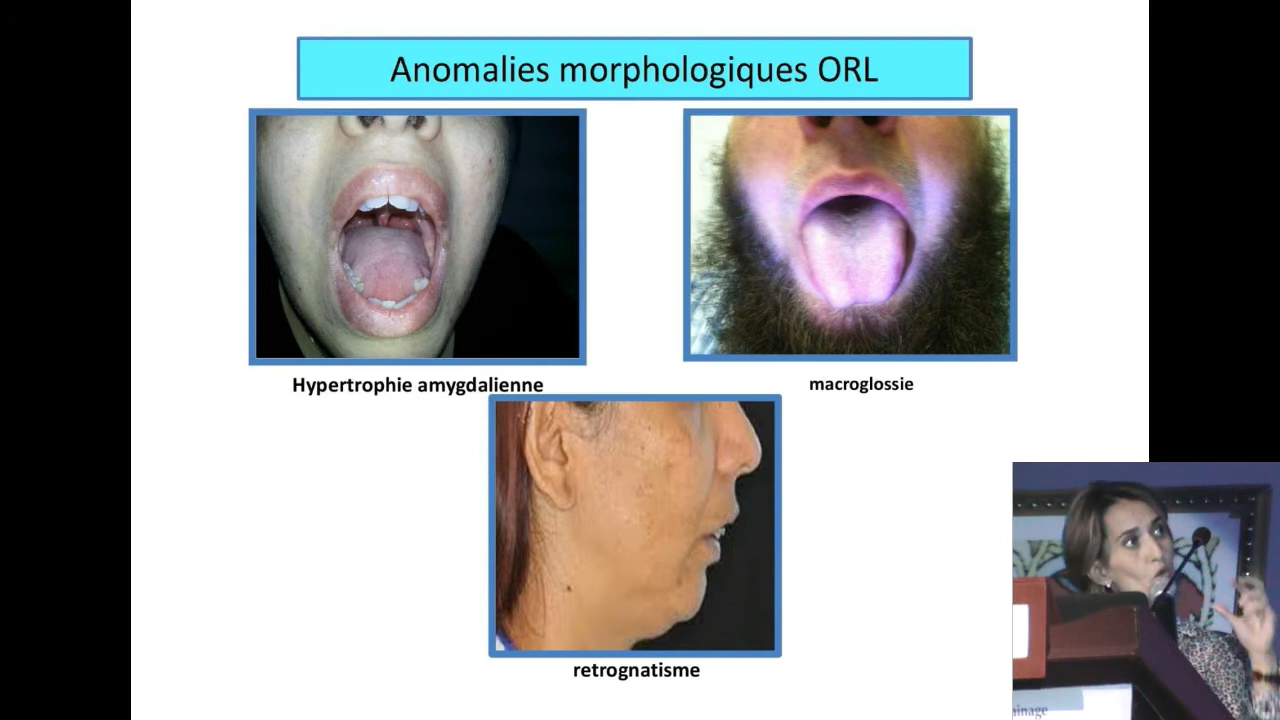 Anomalies morphologiques ORL
Hypertrophie amygdalienne
macroglossie
retrognatisme